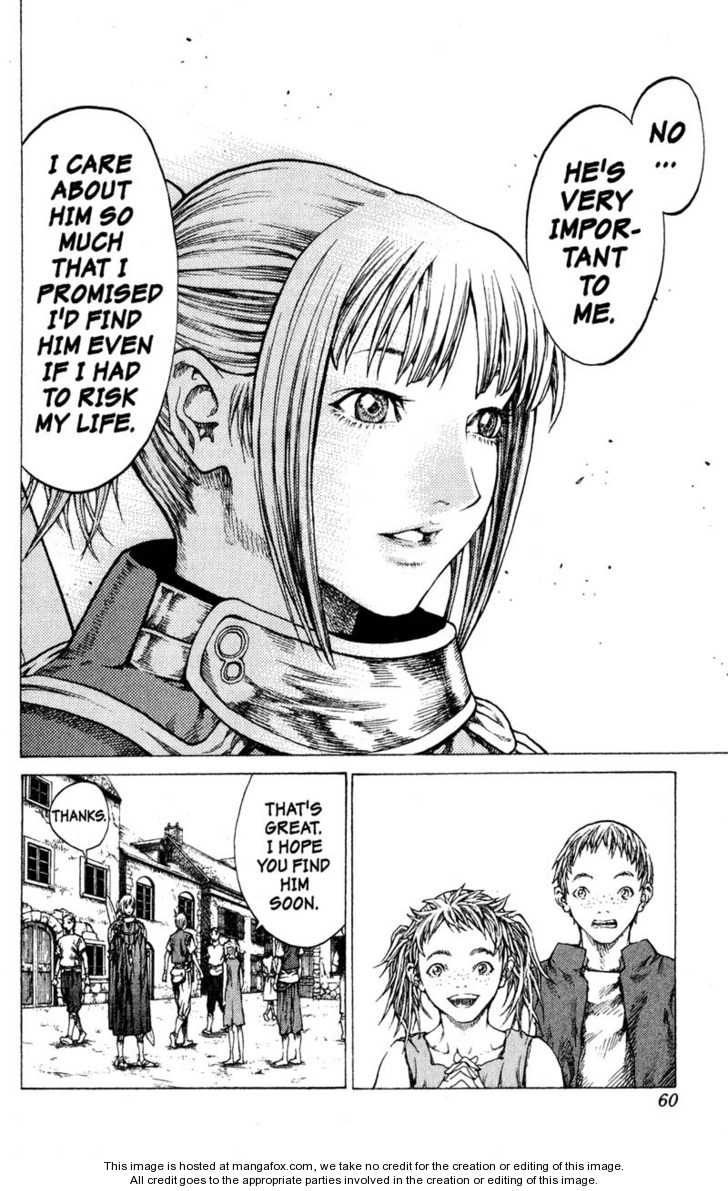 NO
...
HE'S
VERY
IMPOR-
TANT
TO
ME.
I CARE
ABOUT
HIM SO
MUCH
THAT I
PROMISED
I'D FIND
HIM EVEN
IF I HAD
TO RISK
MY LIFE.
THAT'S
GREAT.
I HOPE
YOU FIND
HIM
SOON.
THANKS.
60
This image is hosted at mangafox.com, we take no credit for the creation or editing of this image.
All credit goes to the appropriate parties involved in the creation or editing of this image.